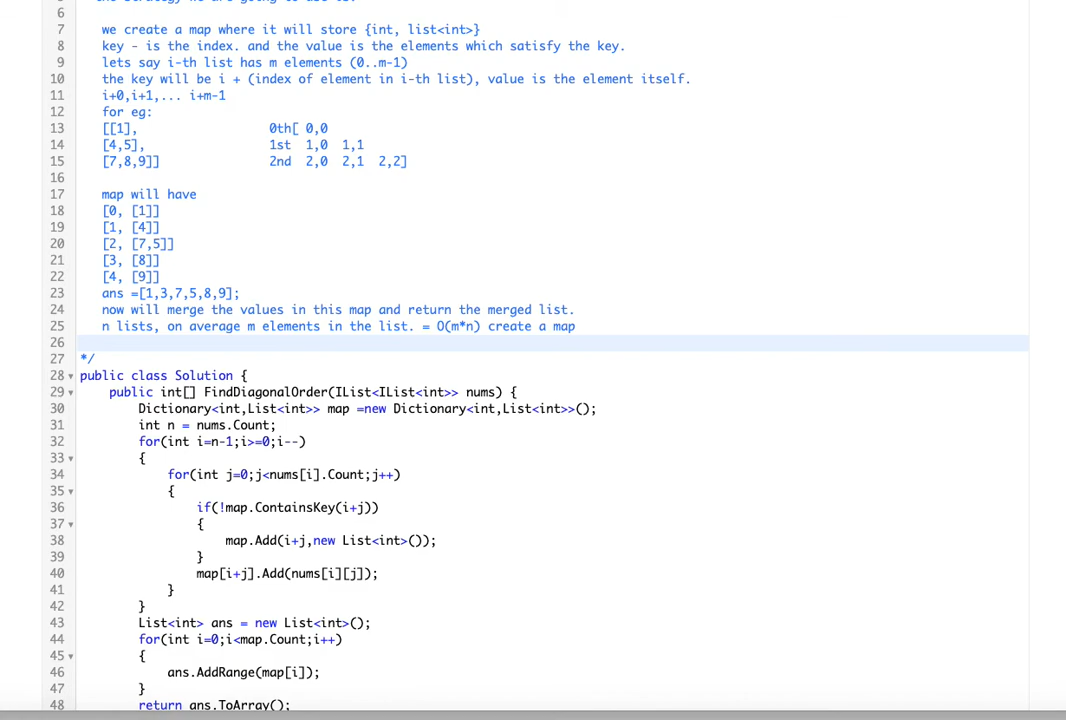 6
7 we create a map where it will store {int, list<int>}
8 key - is the index. and the value is the elements which satisfy the key.
9 lets say i-th list has m elements (0..m-1)
10 the key will be i + (index of element in i-th list), value is the element itself.
11 i+0,i+1,... i+m-1
12 for eg:
13 [[1], 0th[ 0,0
14 [4,5], 1st 1,0 1,1
15 [7,8,9]] 2nd 2,0 2,1 2,2]
16
17 map will have
18 [0, [1]]
19 [1, [4]]
20 [2, [7,5]]
21 [3, [8]]
22 [4, [9]]
23 ans =[1,3,7,5,8,9];
24 now will merge the values in this map and return the merged list.
25 n lists, on average m elements in the list. = O(m*n) create a map
26
27 */
28 public class Solution {
29 public int[] FindDiagonalOrder(IList<IList<int>> nums) {
30 Dictionary<int,List<int>> map =new Dictionary<int,List<int>>();
31 int n = nums.Count;
32 for(int i=n-1;i>=0;i--)
33 {
34 for(int j=0;j<nums[i].Count;j++)
35 {
36 if(!map.ContainsKey(i+j))
37 {
38 map.Add(i+j,new List<int>());
39 }
40 map[i+j].Add(nums[i][j]);
41 }
42 }
43 List<int> ans = new List<int>();
44 for(int i=0;i<map.Count;i++)
45 {
46 ans.AddRange(map[i]);
47 }
48 return ans.ToArray();